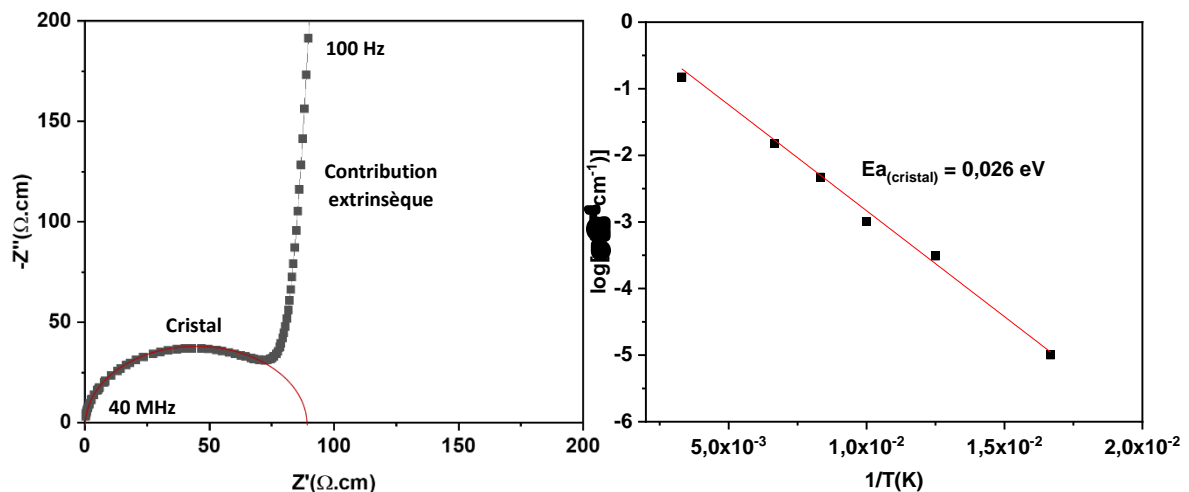 200
150
100
50
0
-Z''(Ω.cm)
100 Hz
Contribution
extrinsèque
Cristal
40 MHz
0
50
100
150
200
Z'(Ω.cm)
0
-1
-2
-3
-4
-5
-6
log[ cm⁻¹)]
Ea(cristal) = 0,026 eV
5,0x10⁻³
1,0x10⁻²
1,5x10⁻²
2,0x10⁻²
1/T(K)